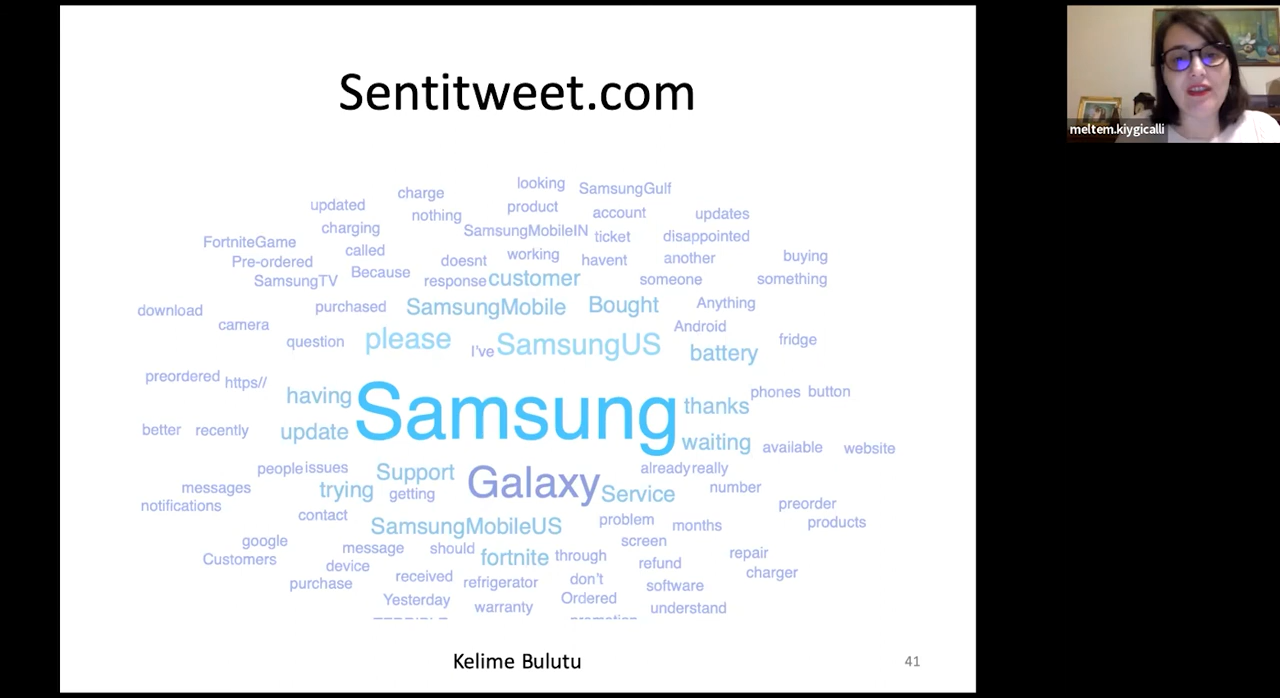 Sentitweet.com
meltem.kiygicalli
looking SamsungGulf
charge
updated
product account updates
nothing
charging SamsungMobileIN ticket disappointed
FortniteGame called
working another buying
Pre-ordered doesnt havent
Because
SamsungTV response customer someone something
download purchased SamsungMobile Bought Anything
camera Android
question please I've SamsungUS battery fridge
preordered https//
having Samsung thanks phones button
better recently update waiting available website
people issues Support already really
messages trying getting Galaxy Service number
notifications preorder
contact SamsungMobileUS problem months products
google message should fortnite through screen repair
Customers device refund charger
purchase received refrigerator don't software
Yesterday warranty Ordered understand
Kelime Bulutu
41